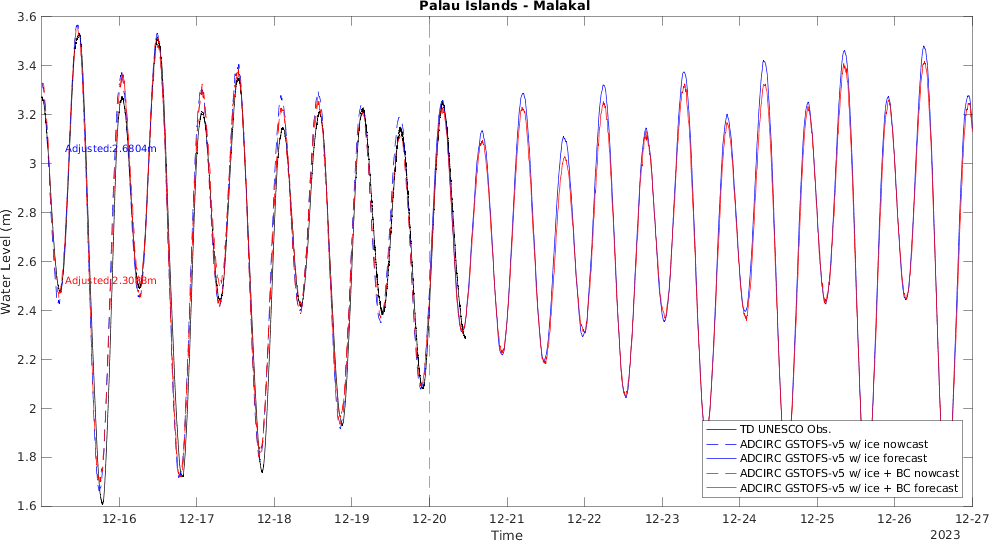 Palau Islands - Malakal
3.6
3.4
3.2
3
2.8
2.6
2.4
2.2
2
1.8
1.6
Water Level (m)
Adjusted:2.6804m
TD UNESCO Obs.
ADCIRC GSTOFS-v5 w/ ice nowcast
ADCIRC GSTOFS-v5 w/ ice forecast
ADCIRC GSTOFS-v5 w/ ice + BC nowcast
ADCIRC GSTOFS-v5 w/ ice + BC forecast
12-16
12-17
12-18
12-19
12-20
12-21
12-22
12-23
12-24
12-25
12-26
12-27
Time
2023